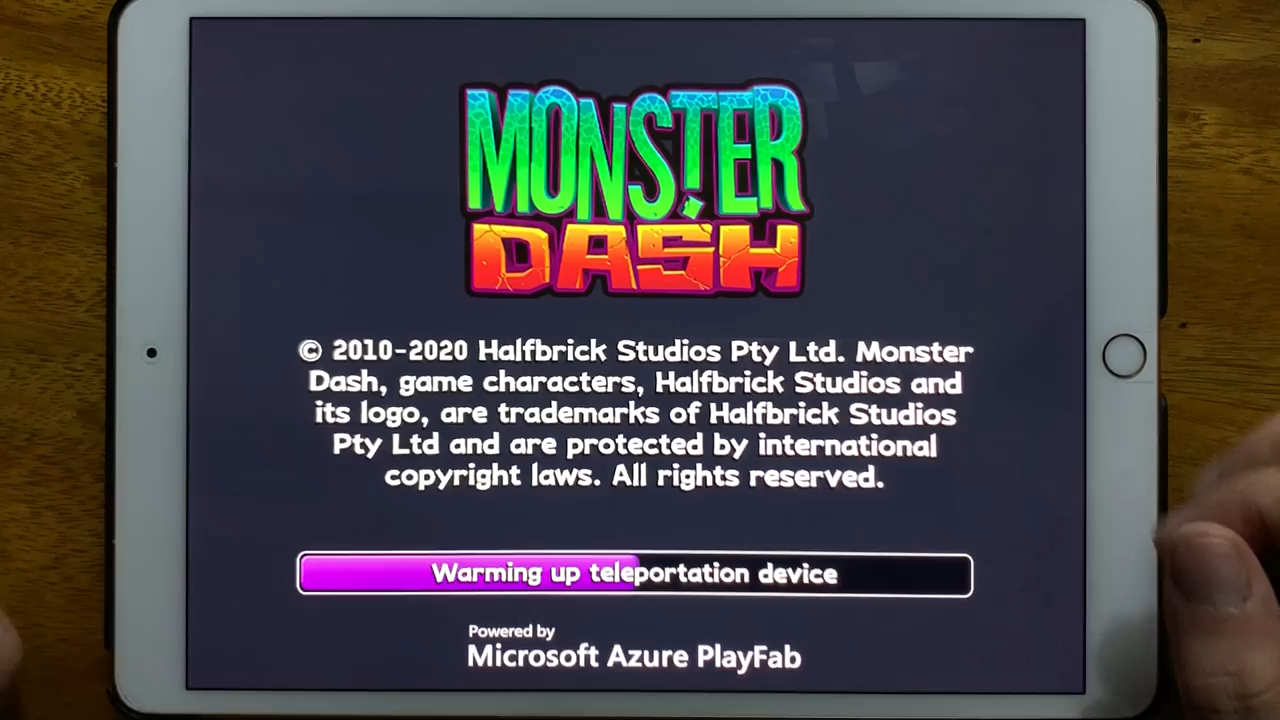 MONSTER
DASH
© 2010-2020 Halfbrick Studios Pty Ltd. Monster
Dash, game characters, Halfbrick Studios and
its logo, are trademarks of Halfbrick Studios
Pty Ltd and are protected by international
copyright laws. All rights reserved.
Warming up teleportation device
Powered by
Microsoft Azure PlayFab